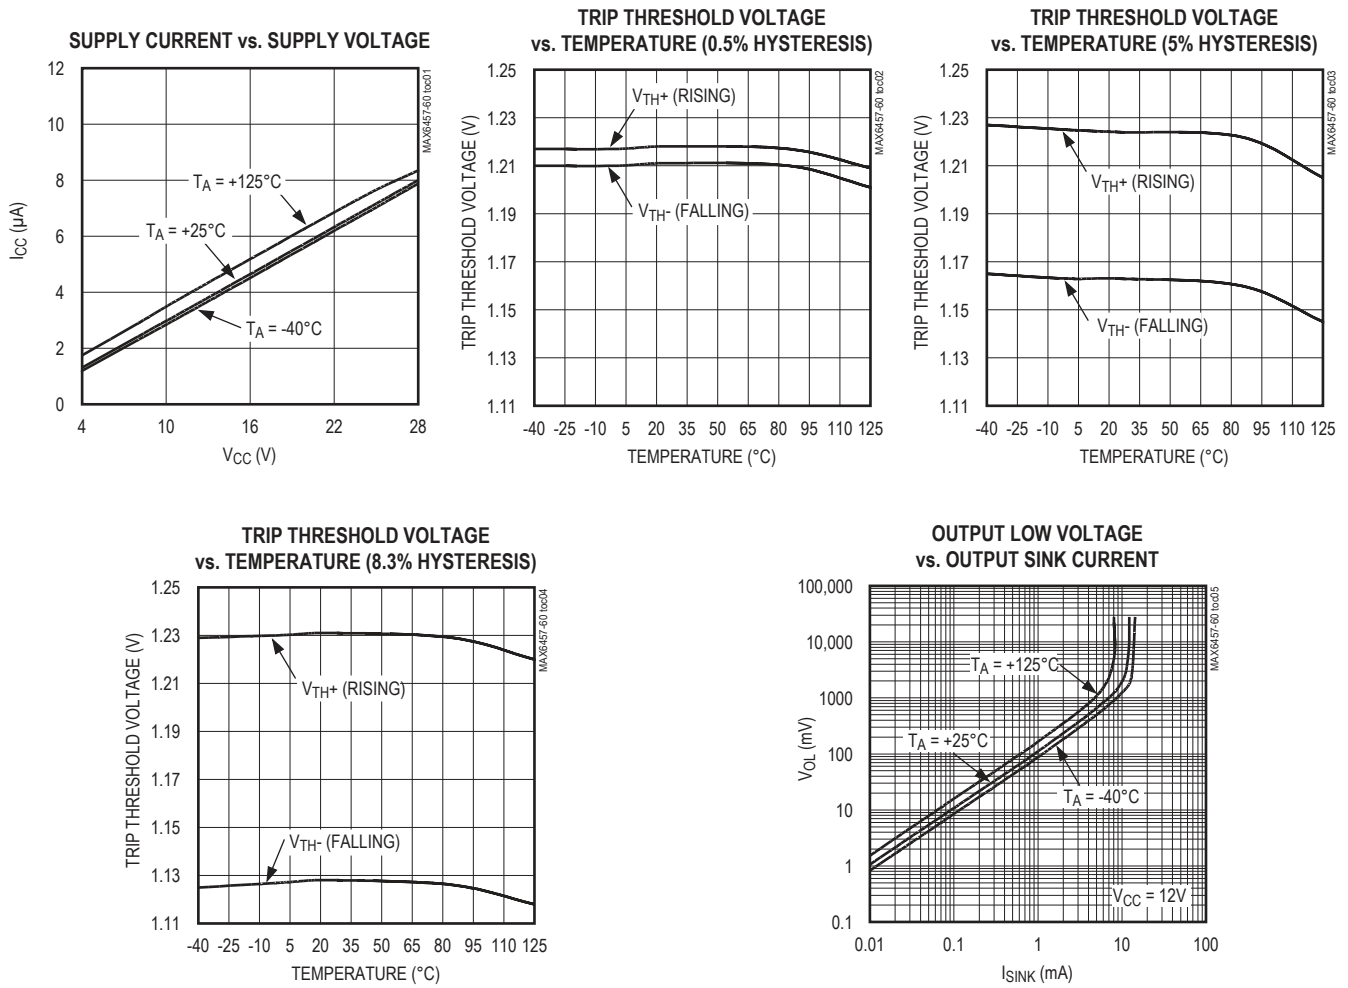 SUPPLY CURRENT vs. SUPPLY VOLTAGE
12
10
8
6
4
2
0
ICC (µA)
TA = +125°C
TA = +25°C
TA = -40°C
MAX6457-60 toc01
4 10 16 22 28
VCC (V)
TRIP THRESHOLD VOLTAGE
vs. TEMPERATURE (0.5% HYSTERESIS)
1.25
1.23
1.21
1.19
1.17
1.15
1.13
1.11
TRIP THRESHOLD VOLTAGE (V)
VTH+ (RISING)
VTH- (FALLING)
MAX6457-60 toc02
-40 -25 -10 5 20 35 50 65 80 95 110 125
TEMPERATURE (°C)
TRIP THRESHOLD VOLTAGE
vs. TEMPERATURE (5% HYSTERESIS)
1.25
1.23
1.21
1.19
1.17
1.15
1.13
1.11
TRIP THRESHOLD VOLTAGE (V)
VTH+ (RISING)
VTH- (FALLING)
MAX6457-60 toc03
-40 -25 -10 5 20 35 50 65 80 95 110 125
TEMPERATURE (°C)
TRIP THRESHOLD VOLTAGE
vs. TEMPERATURE (8.3% HYSTERESIS)
1.25
1.23
1.21
1.19
1.17
1.15
1.13
1.11
TRIP THRESHOLD VOLTAGE (V)
VTH+ (RISING)
VTH- (FALLING)
MAX6457-60 toc04
-40 -25 -10 5 20 35 50 65 80 95 110 125
TEMPERATURE (°C)
OUTPUT LOW VOLTAGE
vs. OUTPUT SINK CURRENT
100,000
10,000
1000
100
10
1
0.1
VOL (mV)
TA = +125°C
TA = +25°C
TA = -40°C
VCC = 12V
MAX6457-60 toc05
0.01 0.1 1 10 100
ISINK (mA)